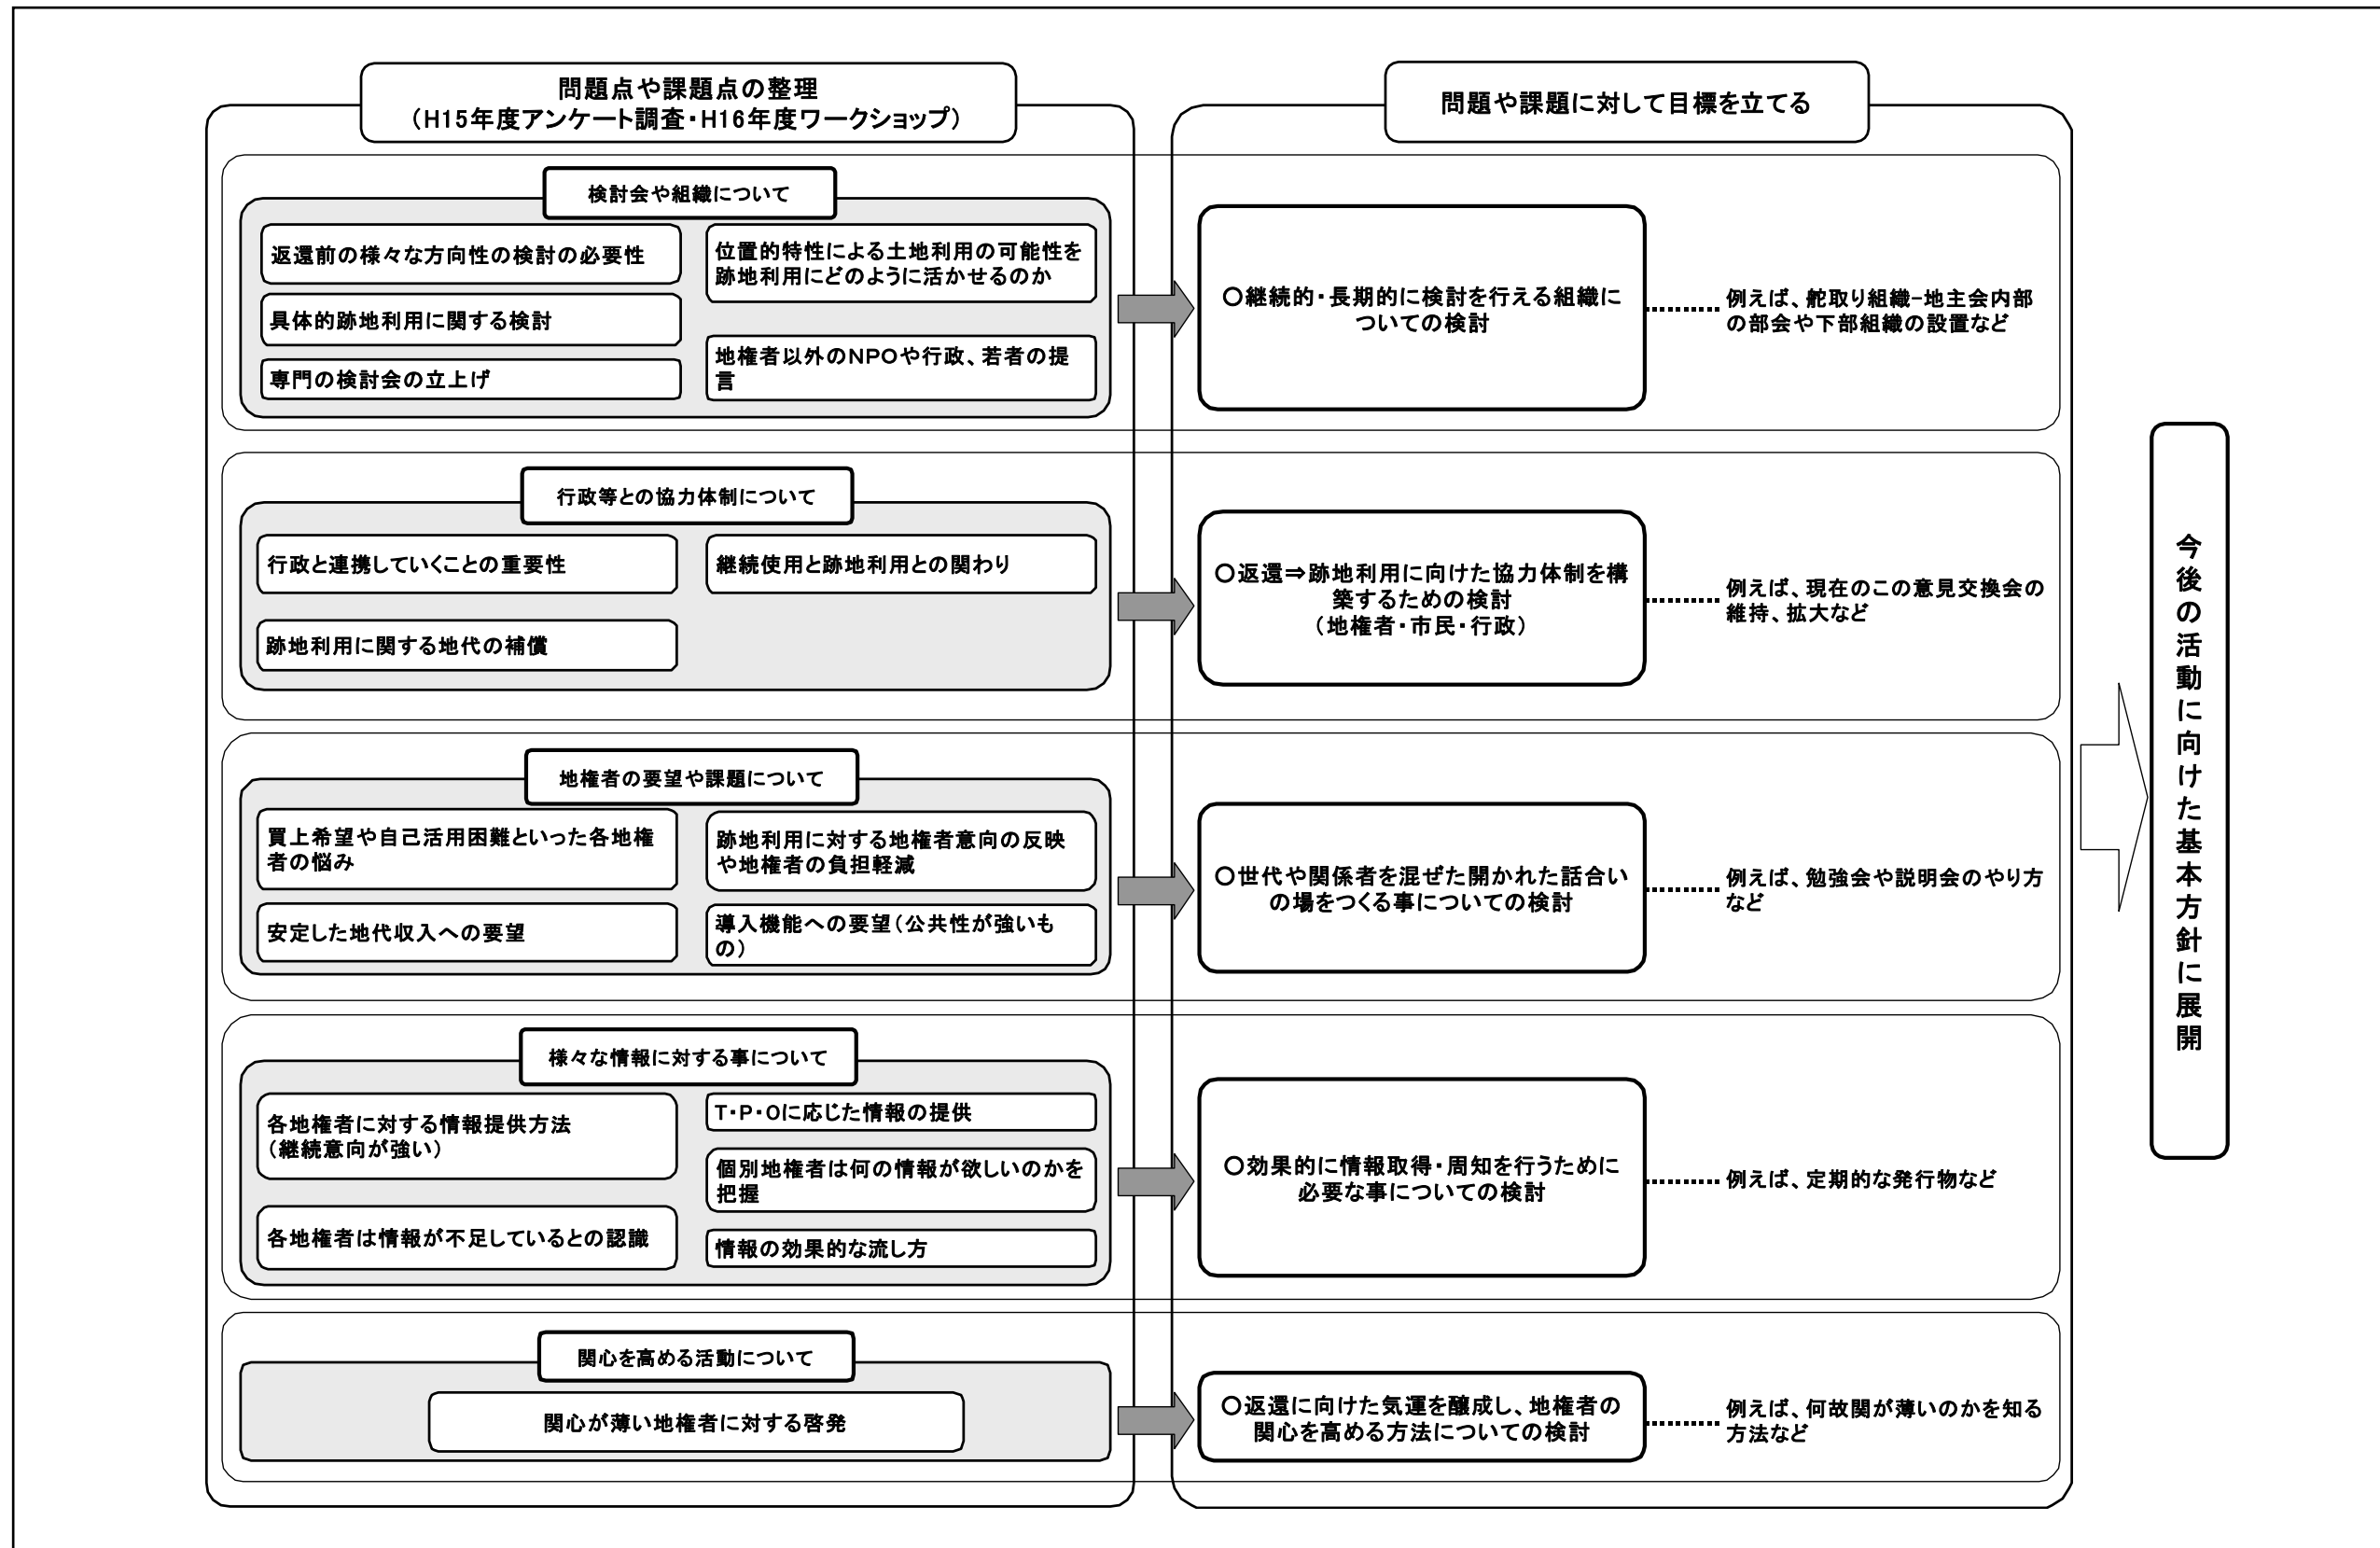 問題点や課題点の整理
（H15年度アンケート調査・H16年度ワークショップ）
問題や課題に対して目標を立てる
検討会や組織について
返還前の様々な方向性の検討の必要性
具体的跡地利用に関する検討
専門の検討会の立上げ
位置的特性による土地利用の可能性を
跡地利用にどのように活かせるのか
地権者以外のNPOや行政、若者の提
言
○継続的・長期的に検討を行える組織に
ついての検討
例えば、舵取り組織-地主会内部
の部会や下部組織の設置など
行政等との協力体制について
行政と連携していくことの重要性
跡地利用に関する地代の補償
継続使用と跡地利用との関わり
○返還⇒跡地利用に向けた協力体制を構
築するための検討
（地権者・市民・行政）
例えば、現在のこの意見交換会の
維持、拡大など
地権者の要望や課題について
買上希望や自己活用困難といった各地権
者の悩み
安定した地代収入への要望
跡地利用に対する地権者意向の反映
や地権者の負担軽減
導入機能への要望（公共性が強いも
の）
○世代や関係者を混ぜた開かれた話合い
の場をつくる事についての検討
例えば、勉強会や説明会のやり方
など
様々な情報に対する事について
各地権者に対する情報提供方法
（継続意向が強い）
各地権者は情報が不足しているとの認識
T・P・Oに応じた情報の提供
個別地権者は何の情報が欲しいのかを
把握
情報の効果的な流し方
○効果的に情報取得・周知を行うために
必要な事についての検討
例えば、定期的な発行物など
関心を高める活動について
関心が薄い地権者に対する啓発
○返還に向けた気運を醸成し、地権者の
関心を高める方法についての検討
例えば、何故関が薄いのかを知る
方法など
今後の活動に向けた基本方針に展開